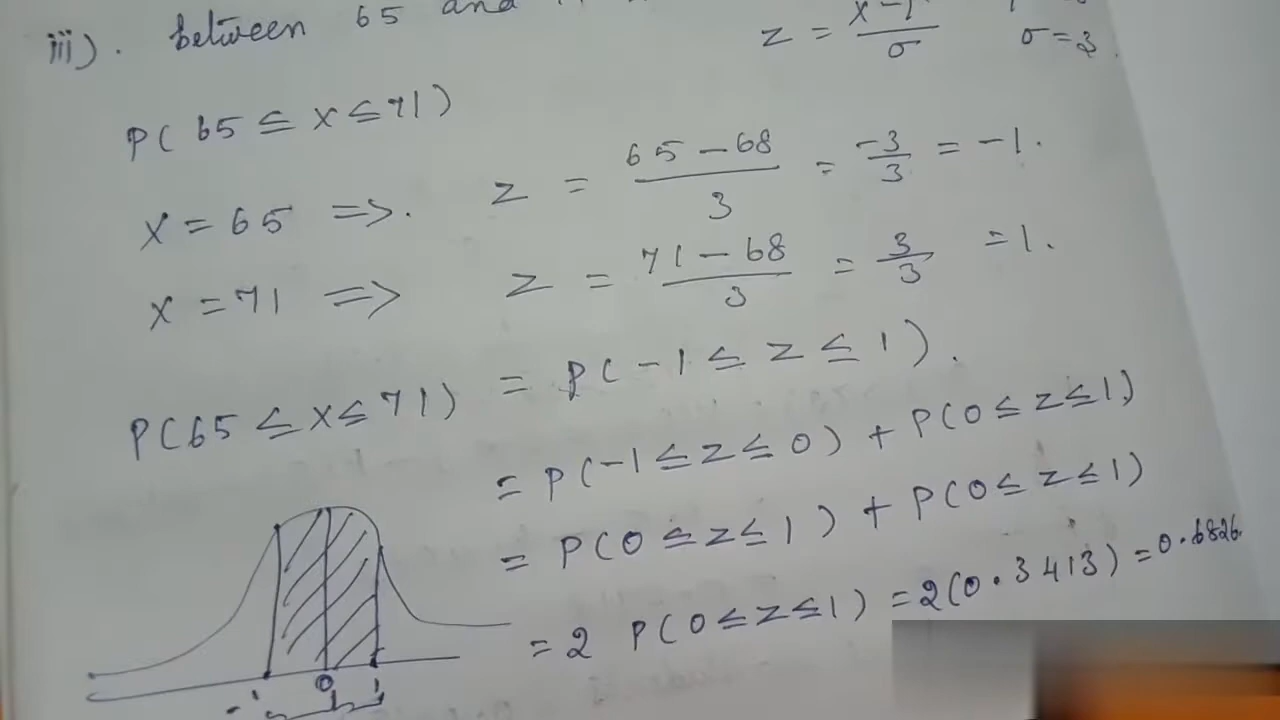 iii). between 65 and
z = x - / σ
σ = 3
P( 65 ≤ x ≤ 71)
x = 65 ⇒. z = 65 - 68 / 3 = -3 / 3 = -1.
x = 71 ⇒ z = 71 - 68 / 3 = 3 / 3 = 1.
P(65 ≤ x ≤ 71) = P( -1 ≤ z ≤ 1).
= P( -1 ≤ z ≤ 0) + P(0 ≤ z ≤ 1)
= P(0 ≤ z ≤ 1) + P(0 ≤ z ≤ 1)
= 2 P(0 ≤ z ≤ 1) = 2(0.3413) = 0.6826
-1 0 1